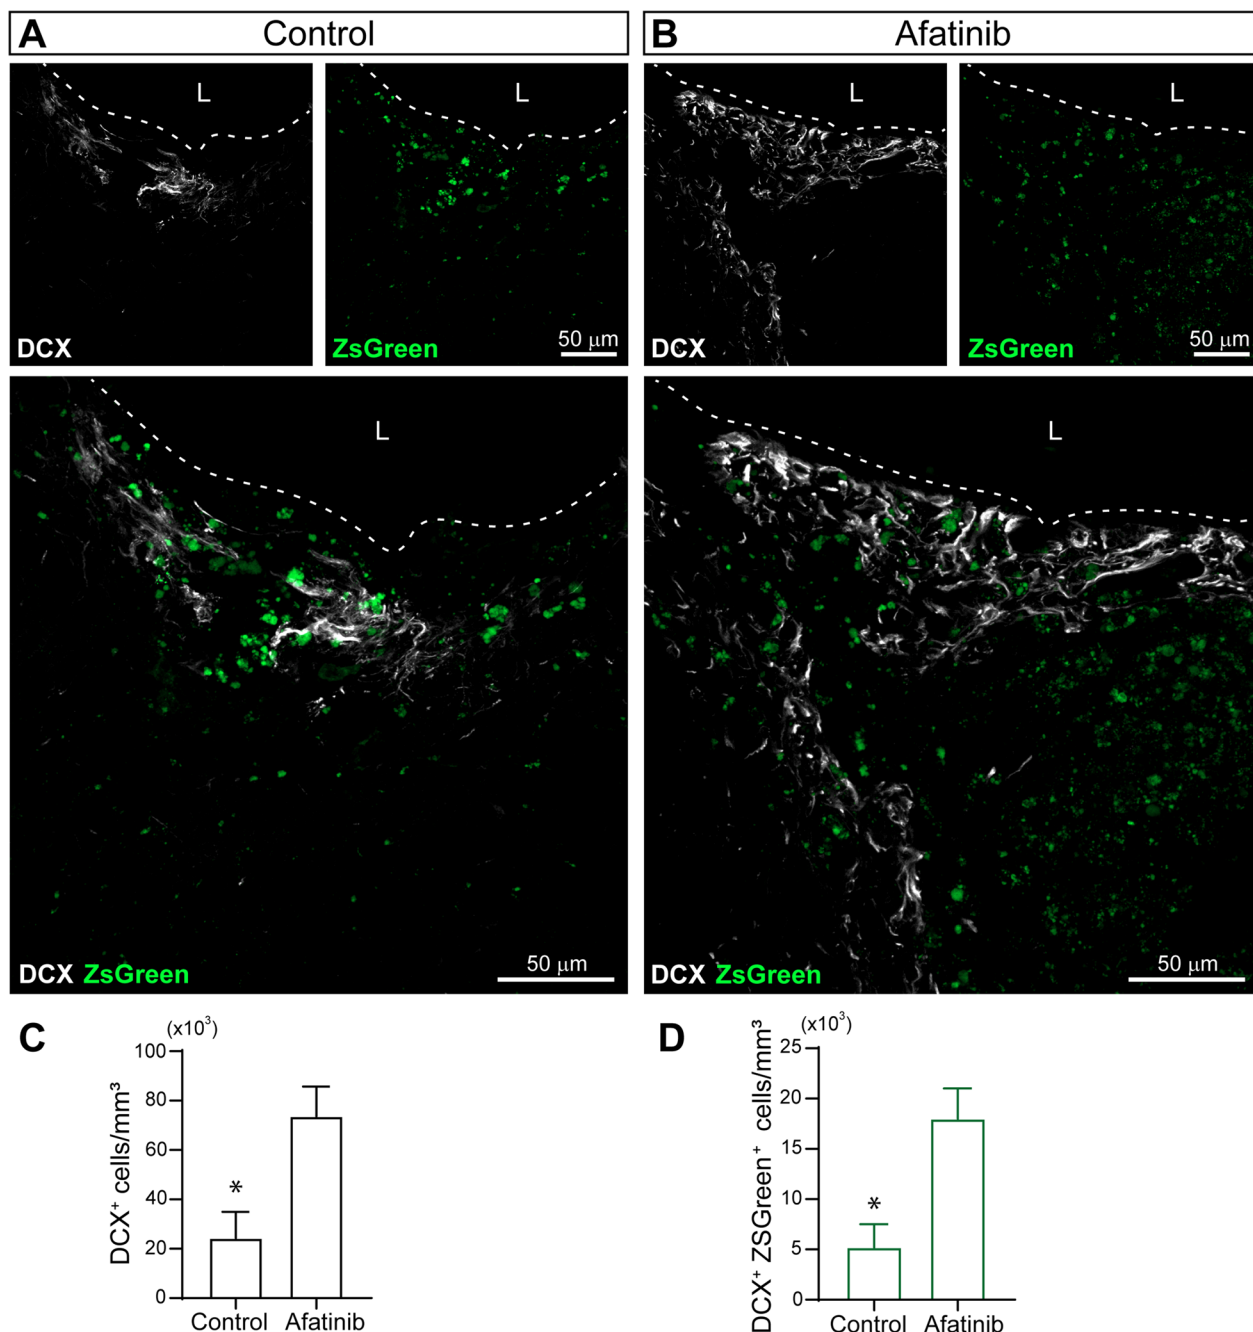 A Control
B Afatinib
L
L
L
L
DCX
ZsGreen
50 μm
DCX
ZsGreen
50 μm
L
L
DCX ZsGreen
50 μm
DCX ZsGreen
50 μm
C
(x10³)
DCX⁺ cells/mm³
100
80
60
40
20
0
*
Control
Afatinib
D
(x10³)
DCX⁺ ZSGreen⁺ cells/mm³
25
20
15
10
5
0
*
Control
Afatinib